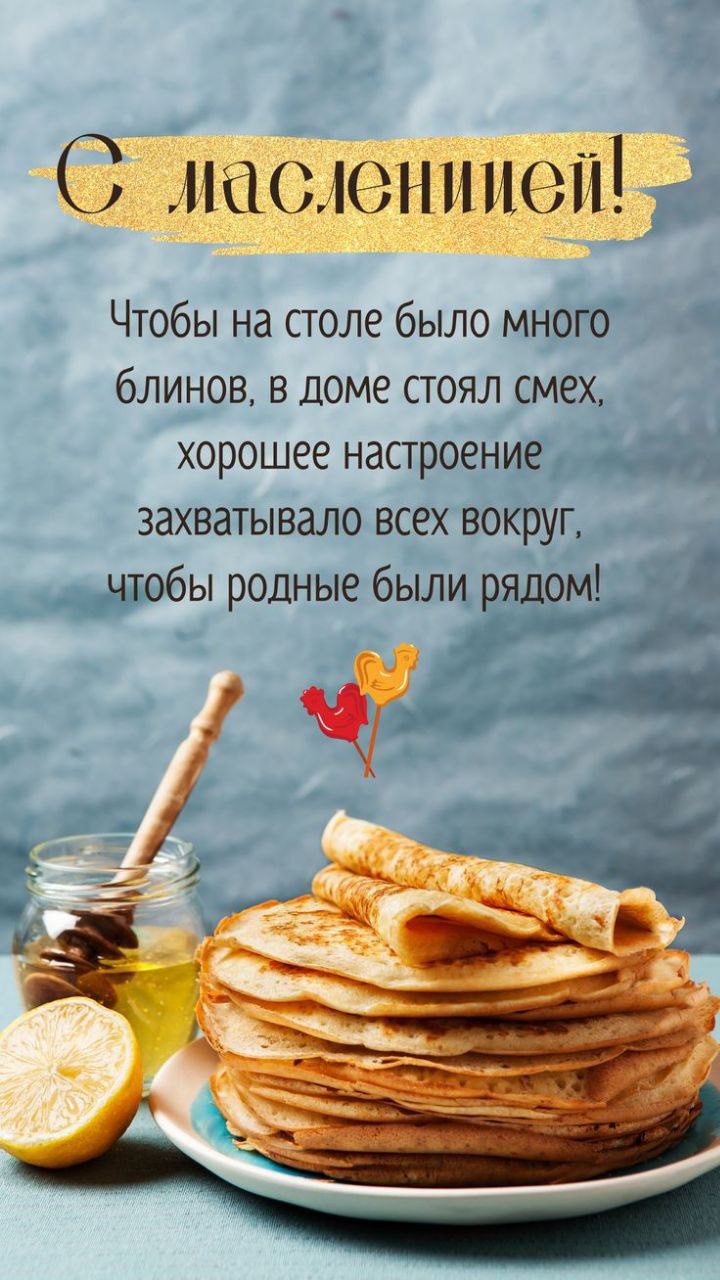 С масленицей!
Чтобы на столе было много
блинов, в доме стоял смех,
хорошее настроение
захватывало всех вокруг,
чтобы родные были рядом!